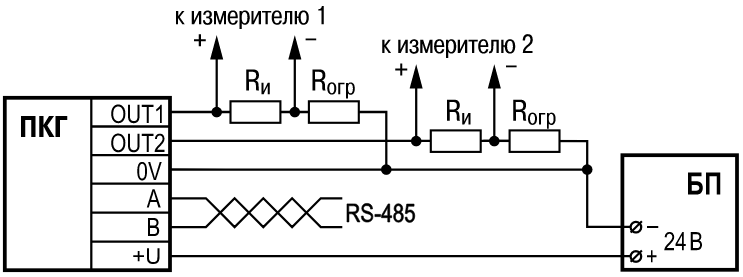 к измерителю 1
+ −
к измерителю 2
+ −
Rи Rогр
Rи Rогр
ПКГ
OUT1
OUT2
0V
A
B
+U
RS-485
БП
−
24 В
+